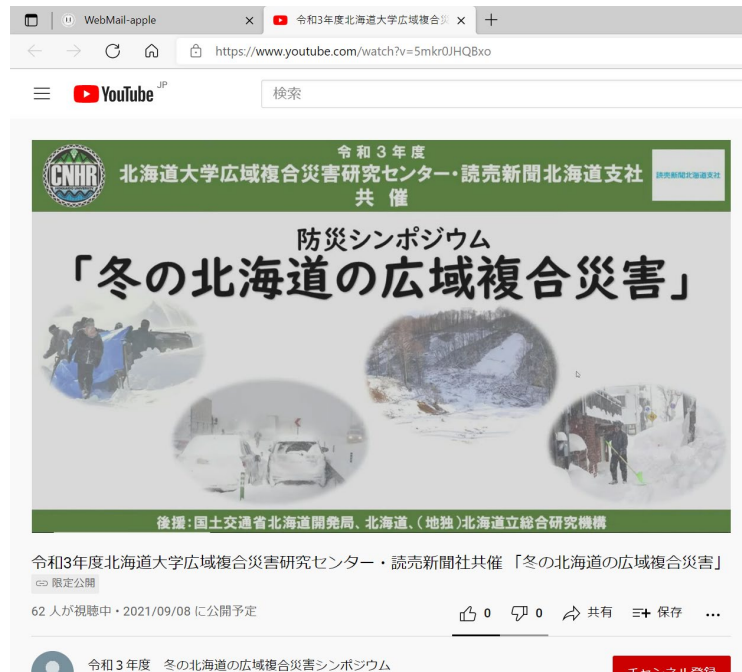 WebMail-apple
令和3年度北海道大学広域複合
https://www.youtube.com/watch?v=5mkr0JHQBxo
YouTube JP
検索
令和3年度
CNHR
北海道大学広域複合災害研究センター・読売新聞北海道支社
読売新聞北海道支社
共 催
防災シンポジウム
「冬の北海道の広域複合災害」
後援:国土交通省北海道開発局、北海道、(地独)北海道立総合研究機構
令和3年度北海道大学広域複合災害研究センター・読売新聞社共催 「冬の北海道の広域複合災害」
限定公開
62 人が視聴中・2021/09/08 に公開予定
0
0
共有
保存
令和3年度 冬の北海道の広域複合災害シンポジウム
チャンネル登録